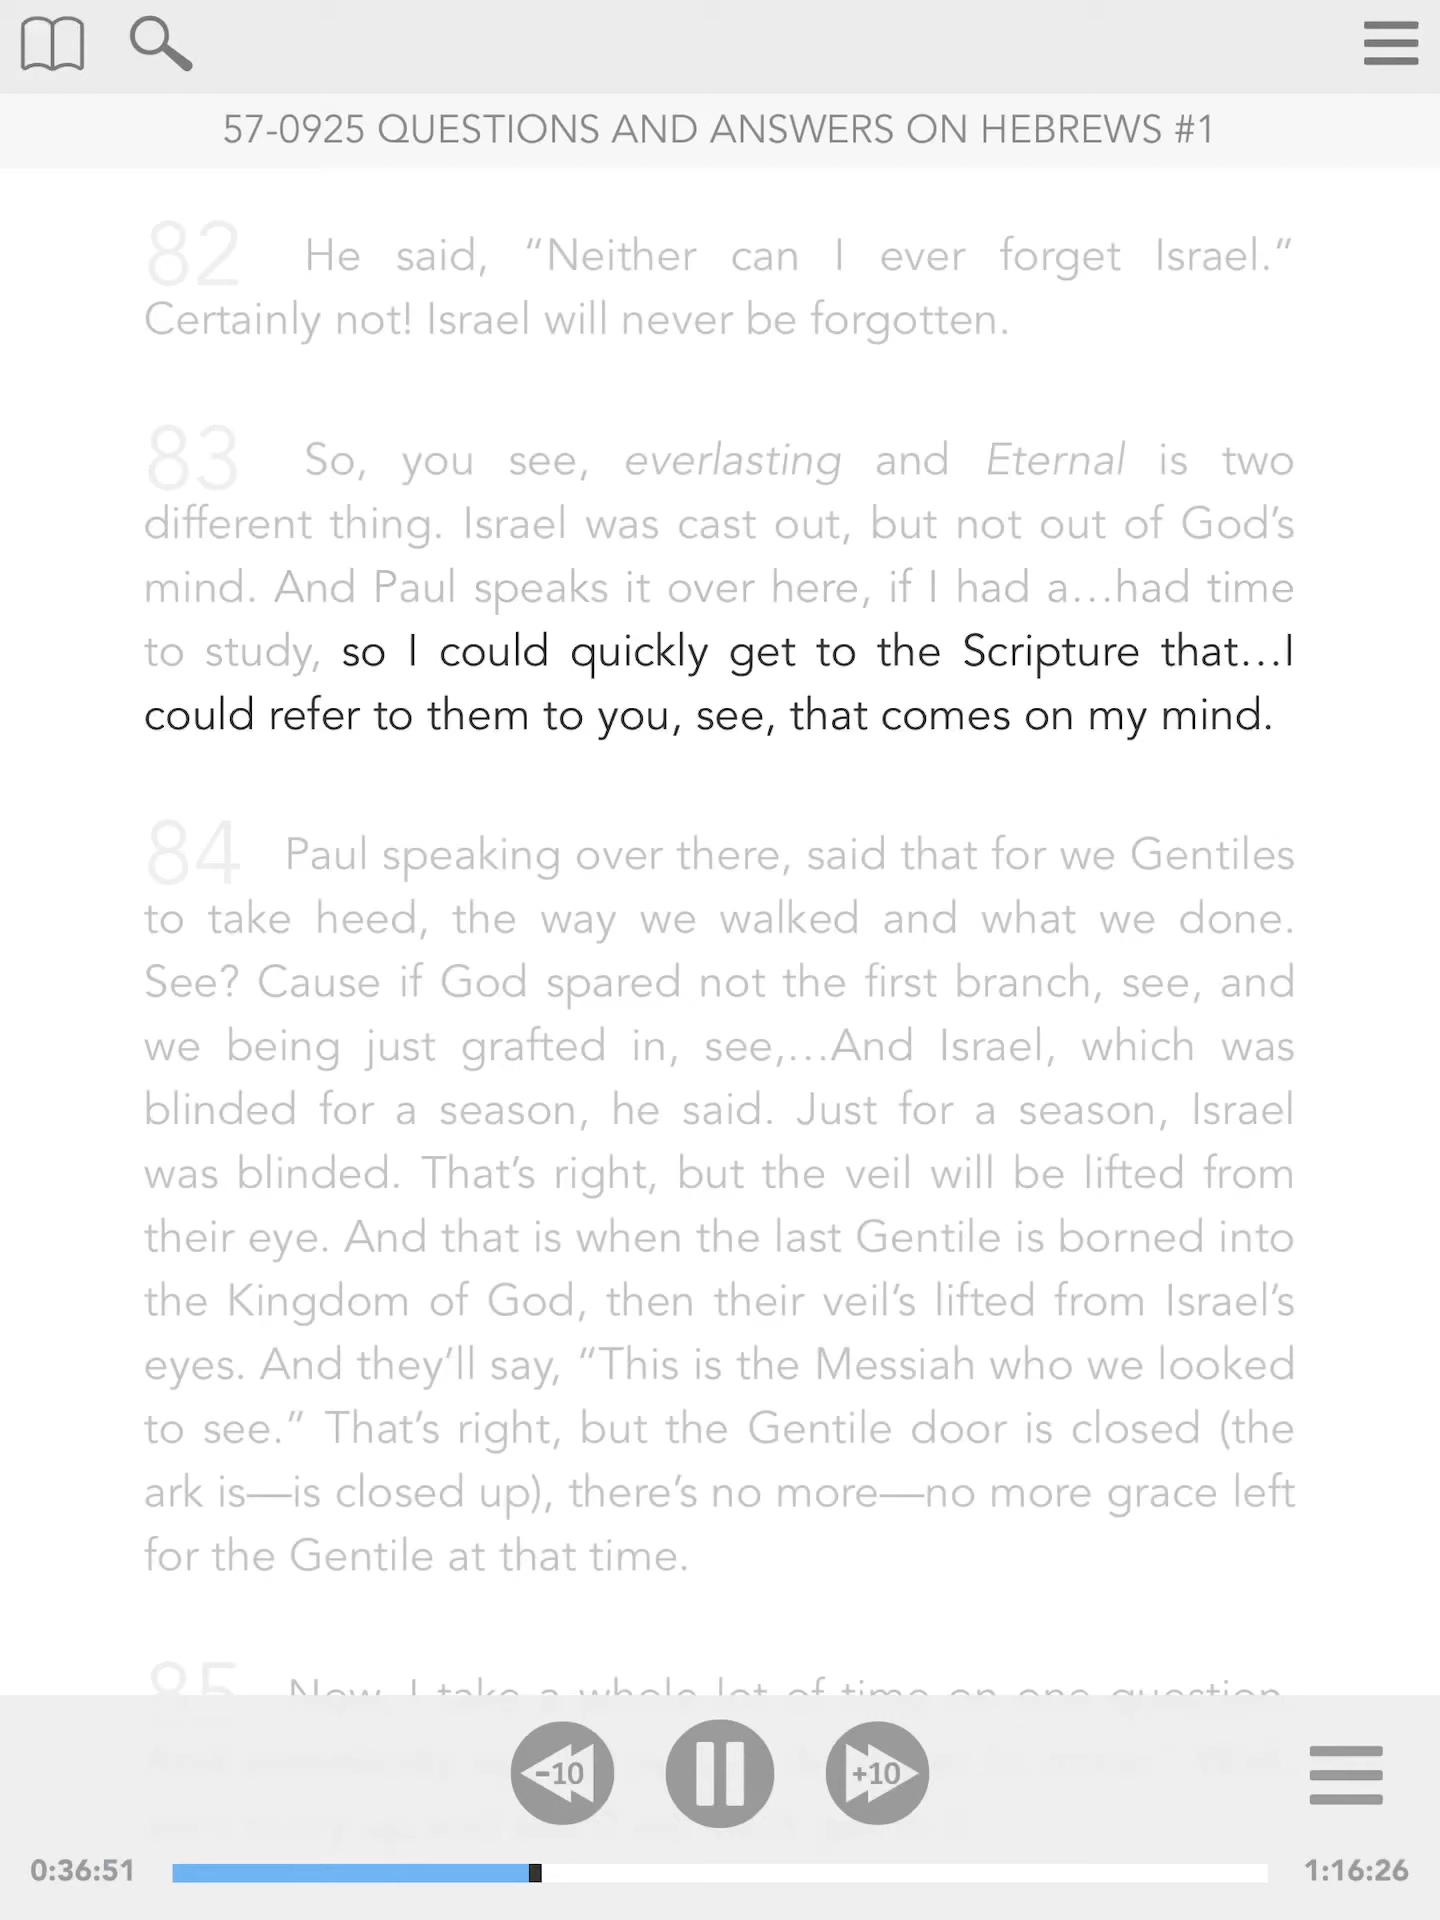 57-0925 QUESTIONS AND ANSWERS ON HEBREWS #1
82 He said, “Neither can I ever forget Israel.”
Certainly not! Israel will never be forgotten.
83 So, you see, everlasting and Eternal is two
different thing. Israel was cast out, but not out of God’s
mind. And Paul speaks it over here, if I had a…had time
to study, so I could quickly get to the Scripture that…I
could refer to them to you, see, that comes on my mind.
84 Paul speaking over there, said that for we Gentiles
to take heed, the way we walked and what we done.
See? Cause if God spared not the first branch, see, and
we being just grafted in, see,…And Israel, which was
blinded for a season, he said. Just for a season, Israel
was blinded. That’s right, but the veil will be lifted from
their eye. And that is when the last Gentile is borned into
the Kingdom of God, then their veil’s lifted from Israel’s
eyes. And they’ll say, “This is the Messiah who we looked
to see.” That’s right, but the Gentile door is closed (the
ark is—is closed up), there’s no more—no more grace left
for the Gentile at that time.
85 Now, I take a whole lot of time on one question,
-10 +10
0:36:51 1:16:26